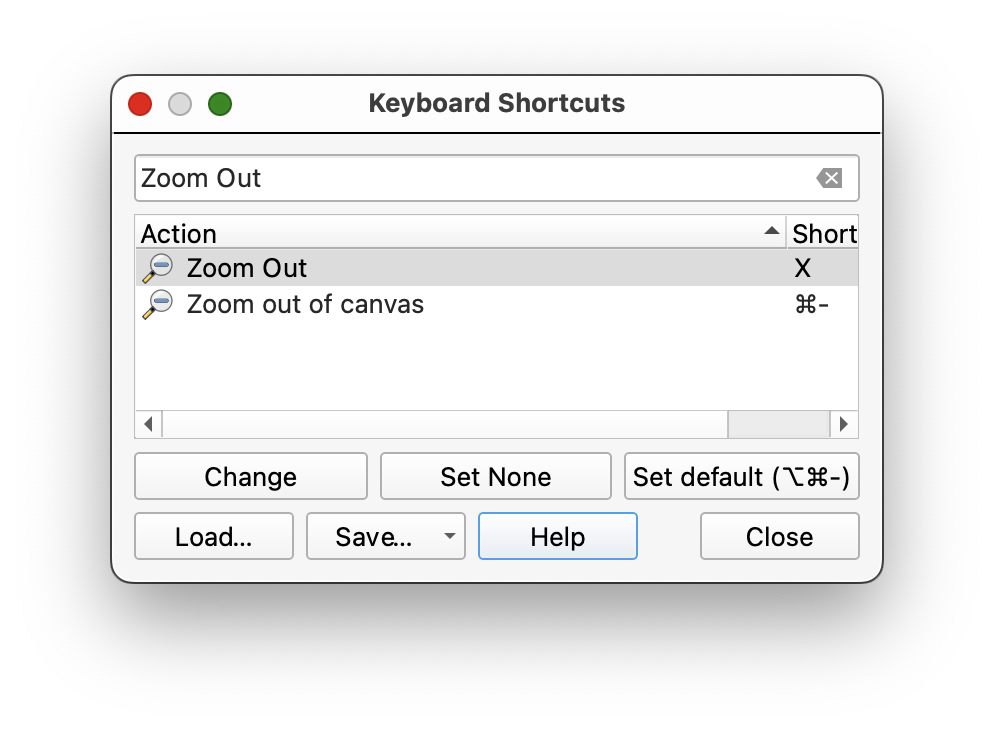 Keyboard Shortcuts
Zoom Out
Action Short
Zoom Out X
Zoom out of canvas ⌘-
Change Set None Set default (⌥⌘-)
Load... Save... Help Close